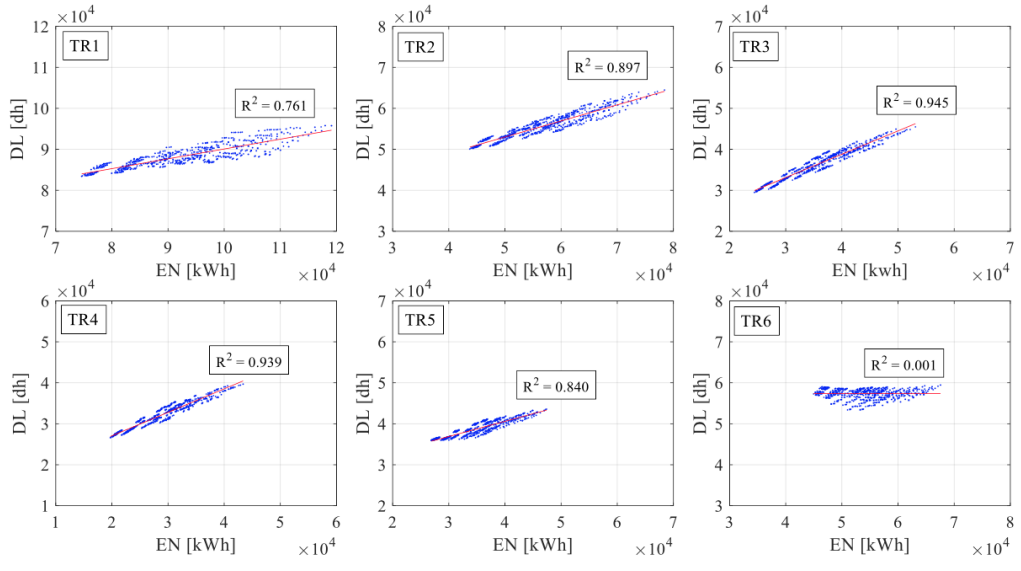 ×10⁴ ×10⁴ ×10⁴
12 8 7
TR1 TR2 TR3
11 7 6
R² = 0.897
R² = 0.761 R² = 0.945
10 6 5
DL [dh] DL [dh] DL [dh]
9 5 4
8 4 3
7 3 2
7 8 9 10 11 12 3 4 5 6 7 8 2 3 4 5 6 7
EN [kWh] EN [kWh] EN [kwh]
×10⁴ ×10⁴ ×10⁴
×10⁴ ×10⁴ ×10⁴
6 7 8
TR4 TR5 TR6
5 6 7
R² = 0.939 R² = 0.840 R² = 0.001
4 5 6
DL [dh] DL [dh] DL [dh]
3 4 5
2 3 4
1 2 3
1 2 3 4 5 6 2 3 4 5 6 7 3 4 5 6 7 8
EN [kWh] EN [kWh] EN [kWh]
×10⁴ ×10⁴ ×10⁴